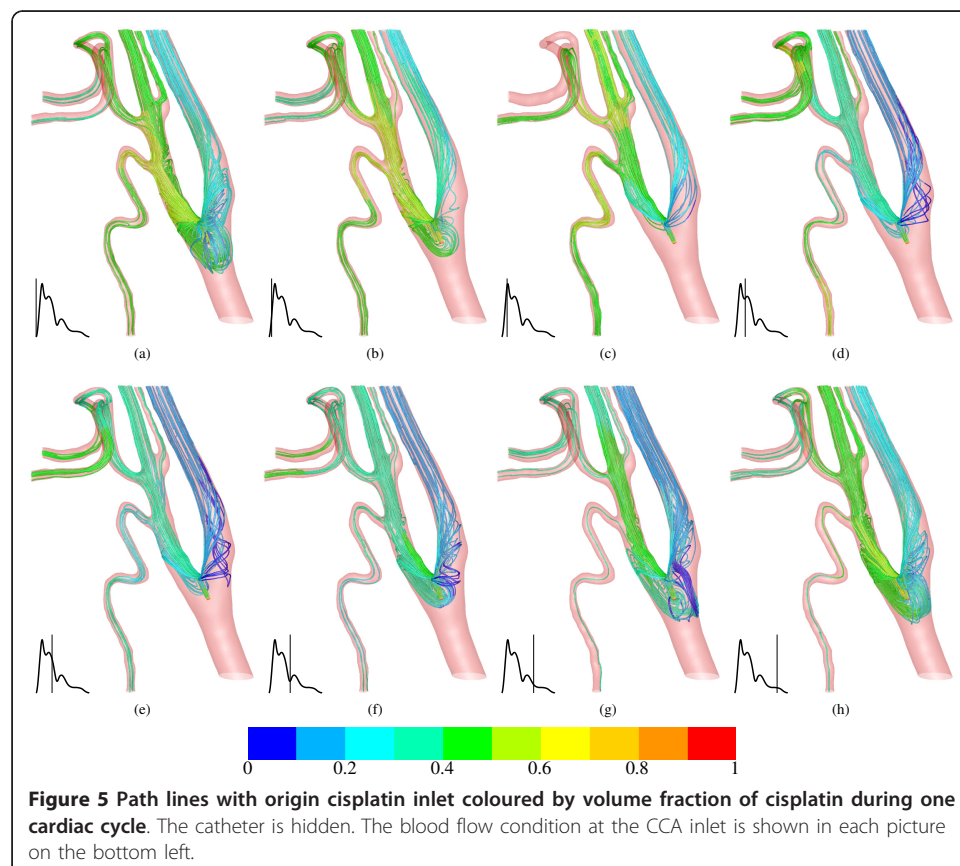 (a) (b) (c) (d)
(e) (f) (g) (h)
0 0.2 0.4 0.6 0.8 1
Figure 5 Path lines with origin cisplatin inlet coloured by volume fraction of cisplatin during one
cardiac cycle. The catheter is hidden. The blood flow condition at the CCA inlet is shown in each picture
on the bottom left.